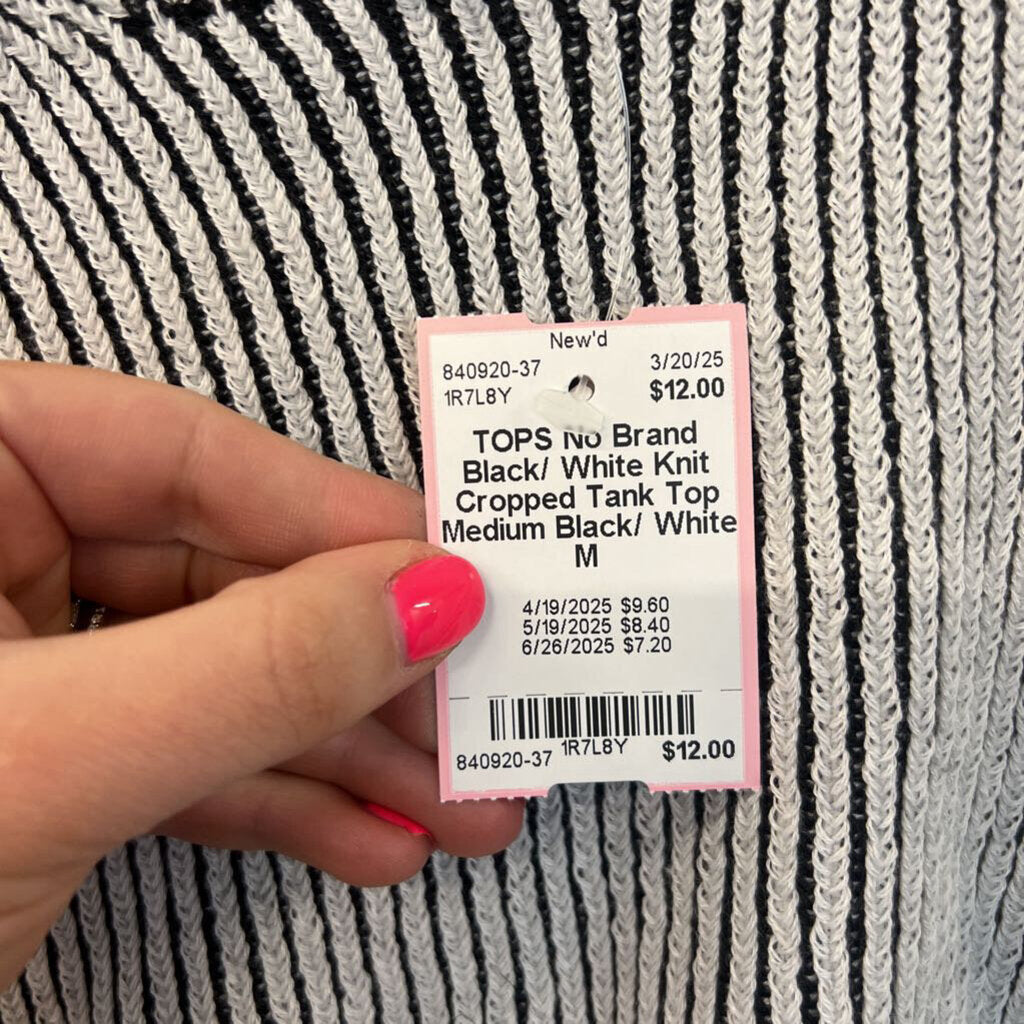 New'd
840920-37 3/20/25
1R7L8Y $12.00
TOPS No Brand
Black/ White Knit
Cropped Tank Top
Medium Black/ White
M
4/19/2025 $9.60
5/19/2025 $8.40
6/26/2025 $7.20
840920-37 1R7L8Y $12.00